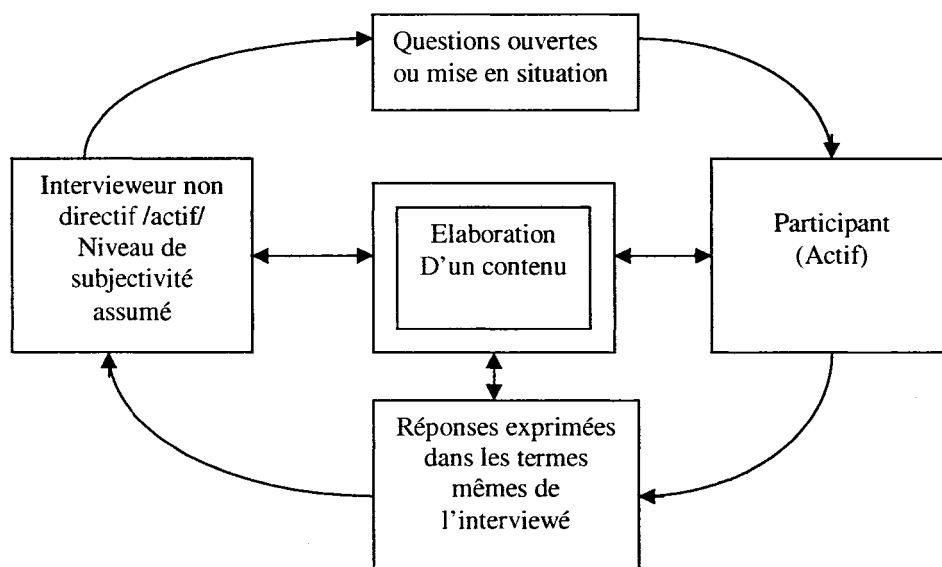 Questions ouvertes
ou mise en situation
Intervieweur non
directif /actif/
Niveau de
subjectivité
assumé
Elaboration
D'un contenu
Participant
(Actif)
Réponses exprimées
dans les termes
mêmes de
l'interviewé